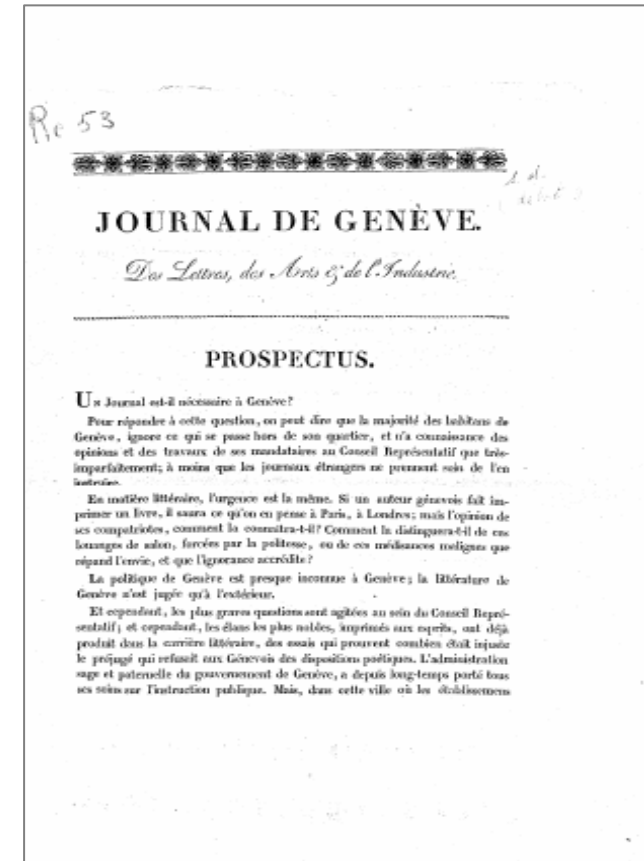 Re 53
JOURNAL DE GENÈVE.
Des Lettres, des Arts & de l'Industrie.
PROSPECTUS.
UN Journal est-il nécessaire à Genève?
Pour répondre à cette question, on peut dire que la majorité des habitans de
Genève, ignore ce qui se passe hors de son quartier, et n'a connaissance des
opinions et des travaux de ses mandataires au Conseil Représentatif que très-
imparfaitement; à moins que les journaux étrangers ne prennent soin de l'en
instruire.
En matière littéraire, l'urgence est la même. Si un auteur génevois fait im-
primer un livre, il saura ce qu'on en pense à Paris, à Londres; mais l'opinion de
ses compatriotes, comment la connaîtra-t-il? Comment la distinguera-t-il de ces
louanges de salon, forcées par la politesse, ou de ces médisances malignes que
répand l'envie, et que l'ignorance accrédite?
La politique de Genève est presque inconnue à Genève; la littérature de
Genève n'est jugée qu'à l'extérieur.
Et cependant, les plus graves questions sont agitées au sein du Conseil Repré-
sentatif; et cependant, les élans les plus nobles, imprimés aux esprits, ont déjà
produit dans la carrière littéraire, des essais qui prouvent combien était injuste
le préjugé qui refusait aux Génevois des dispositions poétiques. L'administration
sage et paternelle du gouvernement de Genève, a depuis long-temps porté tous
ses soins sur l'instruction publique. Mais, dans cette ville où les établissemens